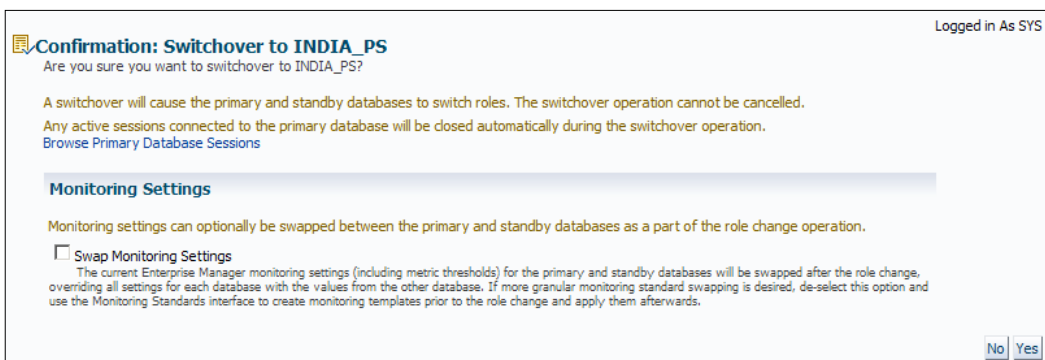 Logged in As SYS
Confirmation: Switchover to INDIA_PS
Are you sure you want to switchover to INDIA_PS?
A switchover will cause the primary and standby databases to switch roles. The switchover operation cannot be cancelled.
Any active sessions connected to the primary database will be closed automatically during the switchover operation.
Browse Primary Database Sessions
Monitoring Settings
Monitoring settings can optionally be swapped between the primary and standby databases as a part of the role change operation.
Swap Monitoring Settings
The current Enterprise Manager monitoring settings (including metric thresholds) for the primary and standby databases will be swapped after the role change,
overriding all settings for each database with the values from the other database. If more granular monitoring standard swapping is desired, de-select this option and
use the Monitoring Standards interface to create monitoring templates prior to the role change and apply them afterwards.
No Yes